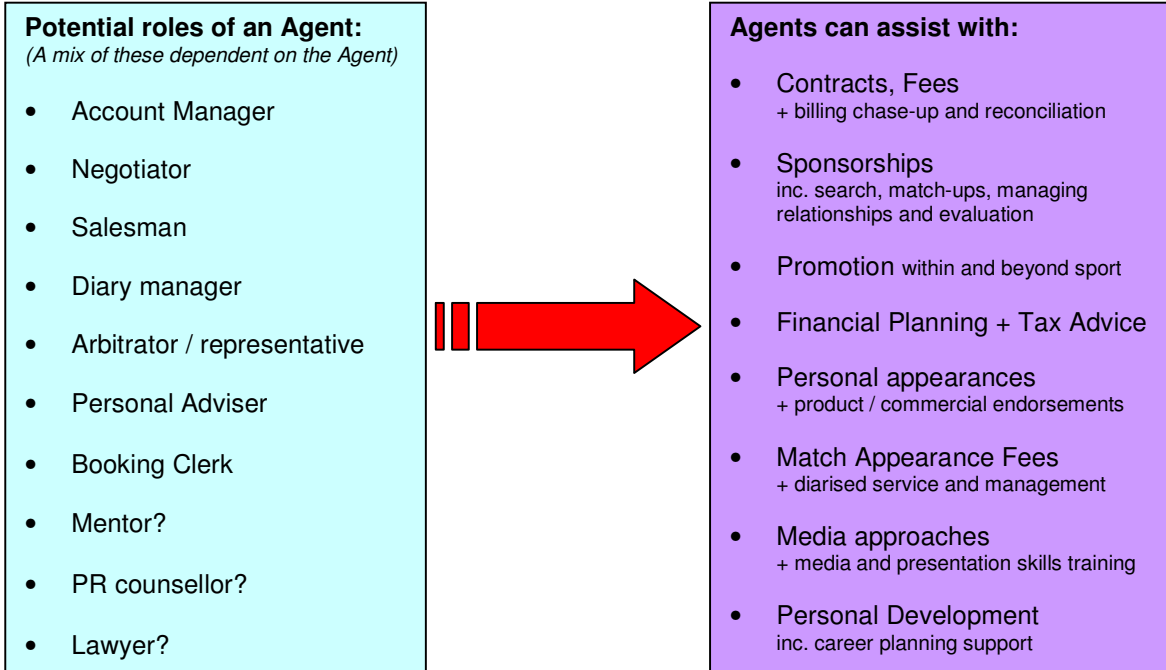 Potential roles of an Agent:
(A mix of these dependent on the Agent)
• Account Manager
• Negotiator
• Salesman
• Diary manager
• Arbitrator / representative
• Personal Adviser
• Booking Clerk
• Mentor?
• PR counsellor?
• Lawyer?
Agents can assist with:
• Contracts, Fees
+ billing chase-up and reconciliation
• Sponsorships
inc. search, match-ups, managing
relationships and evaluation
• Promotion within and beyond sport
• Financial Planning + Tax Advice
• Personal appearances
+ product / commercial endorsements
• Match Appearance Fees
+ diarised service and management
• Media approaches
+ media and presentation skills training
• Personal Development
inc. career planning support